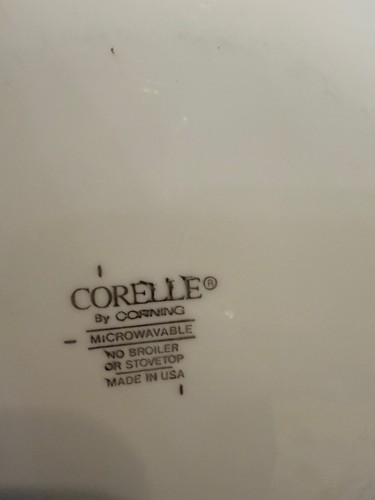 CORELLE®
By CORNING
MICROWAVABLE
NO BROILER
OR STOVETOP
MADE IN USA